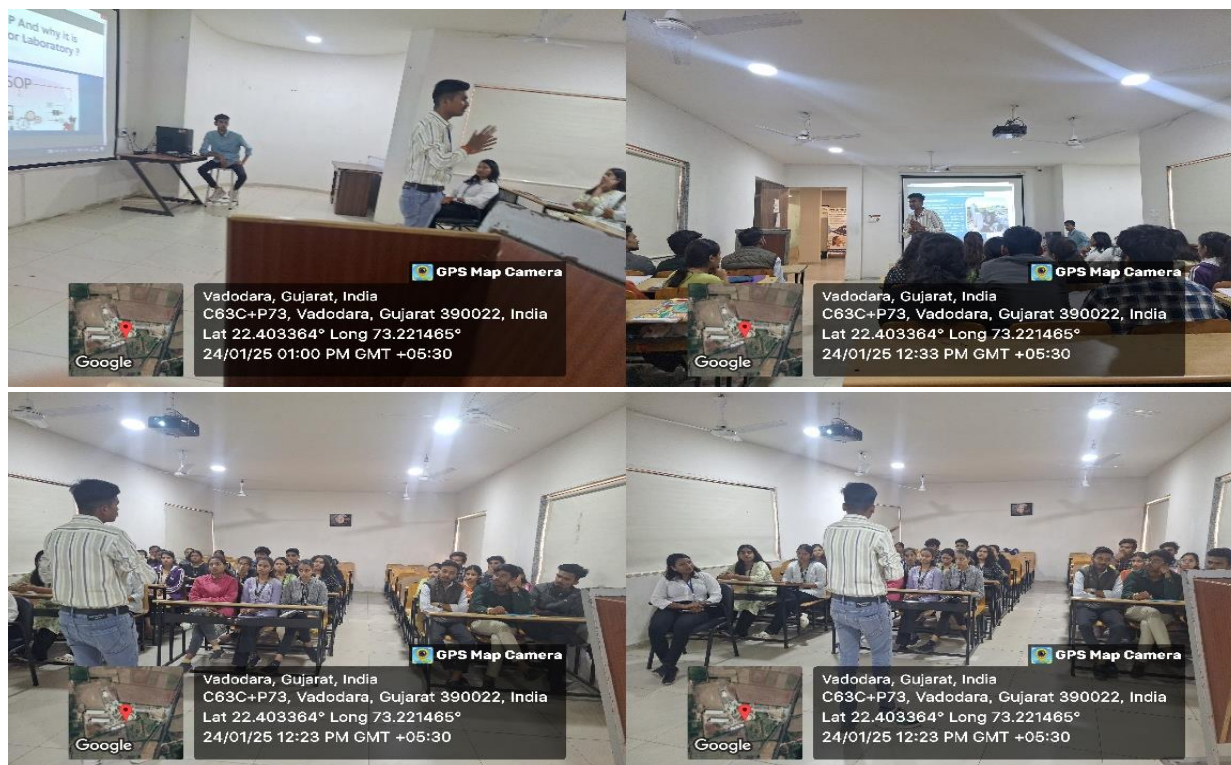 P And why it is
or Laboratory ?
SOP
GPS Map Camera
Vadodara, Gujarat, India
C63C+P73, Vadodara, Gujarat 390022, India
Lat 22.403364° Long 73.221465°
24/01/25 01:00 PM GMT +05:30
Google
GPS Map Camera
Vadodara, Gujarat, India
C63C+P73, Vadodara, Gujarat 390022, India
Lat 22.403364° Long 73.221465°
24/01/25 12:33 PM GMT +05:30
Google
GPS Map Camera
Vadodara, Gujarat, India
C63C+P73, Vadodara, Gujarat 390022, India
Lat 22.403364° Long 73.221465°
24/01/25 12:23 PM GMT +05:30
Google
GPS Map Camera
Vadodara, Gujarat, India
C63C+P73, Vadodara, Gujarat 390022, India
Lat 22.403364° Long 73.221465°
24/01/25 12:23 PM GMT +05:30
Google